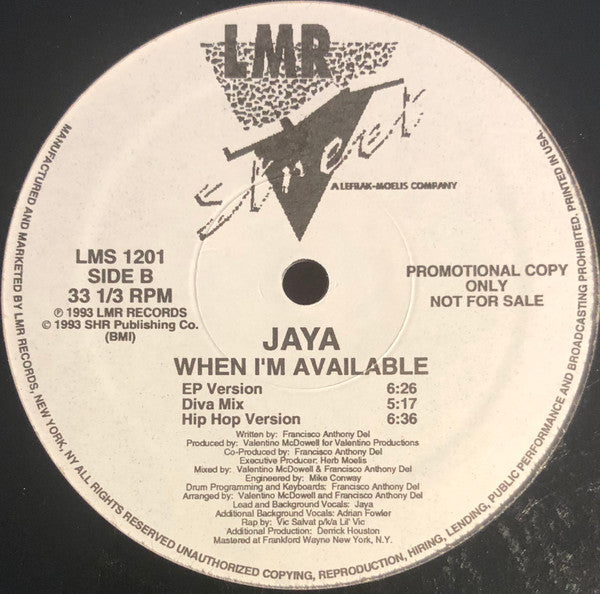 LMR
Street
A LEFRAK-MOELIS COMPANY
LMS 1201
SIDE B
33 1/3 RPM
℗ 1993 LMR RECORDS
© 1993 SHR Publishing Co.
(BMI)
PROMOTIONAL COPY
ONLY
NOT FOR SALE
JAYA
WHEN I'M AVAILABLE
EP Version 6:26
Diva Mix 5:17
Hip Hop Version 6:36
Written by: Francisco Anthony Del
Produced by: Valentino McDowell for Valentino Productions
Co-Produced by: Francisco Anthony Del
Executive Producer: Herb Moelis
Mixed by: Valentino McDowell & Francisco Anthony Del
Engineered by: Mike Conway
Drum Programming and Keyboards: Francisco Anthony Del
Arranged by: Valentino McDowell and Francisco Anthony Del
Lead and Background Vocals: Jaya
Additional Background Vocals: Adrian Fowler
Rap by: Vic Salvat p/k/a Lil' Vic
Additional Production: Derrick Houston
Mastered at Frankford Wayne New York, N.Y.
MANUFACTURED AND MARKETED BY LMR RECORDS, NEW YORK, NY ALL RIGHTS RESERVED UNAUTHORIZED COPYING, REPRODUCTION, HIRING, LENDING, PUBLIC PERFORMANCE AND BROADCASTING PROHIBITED. PRINTED IN USA.